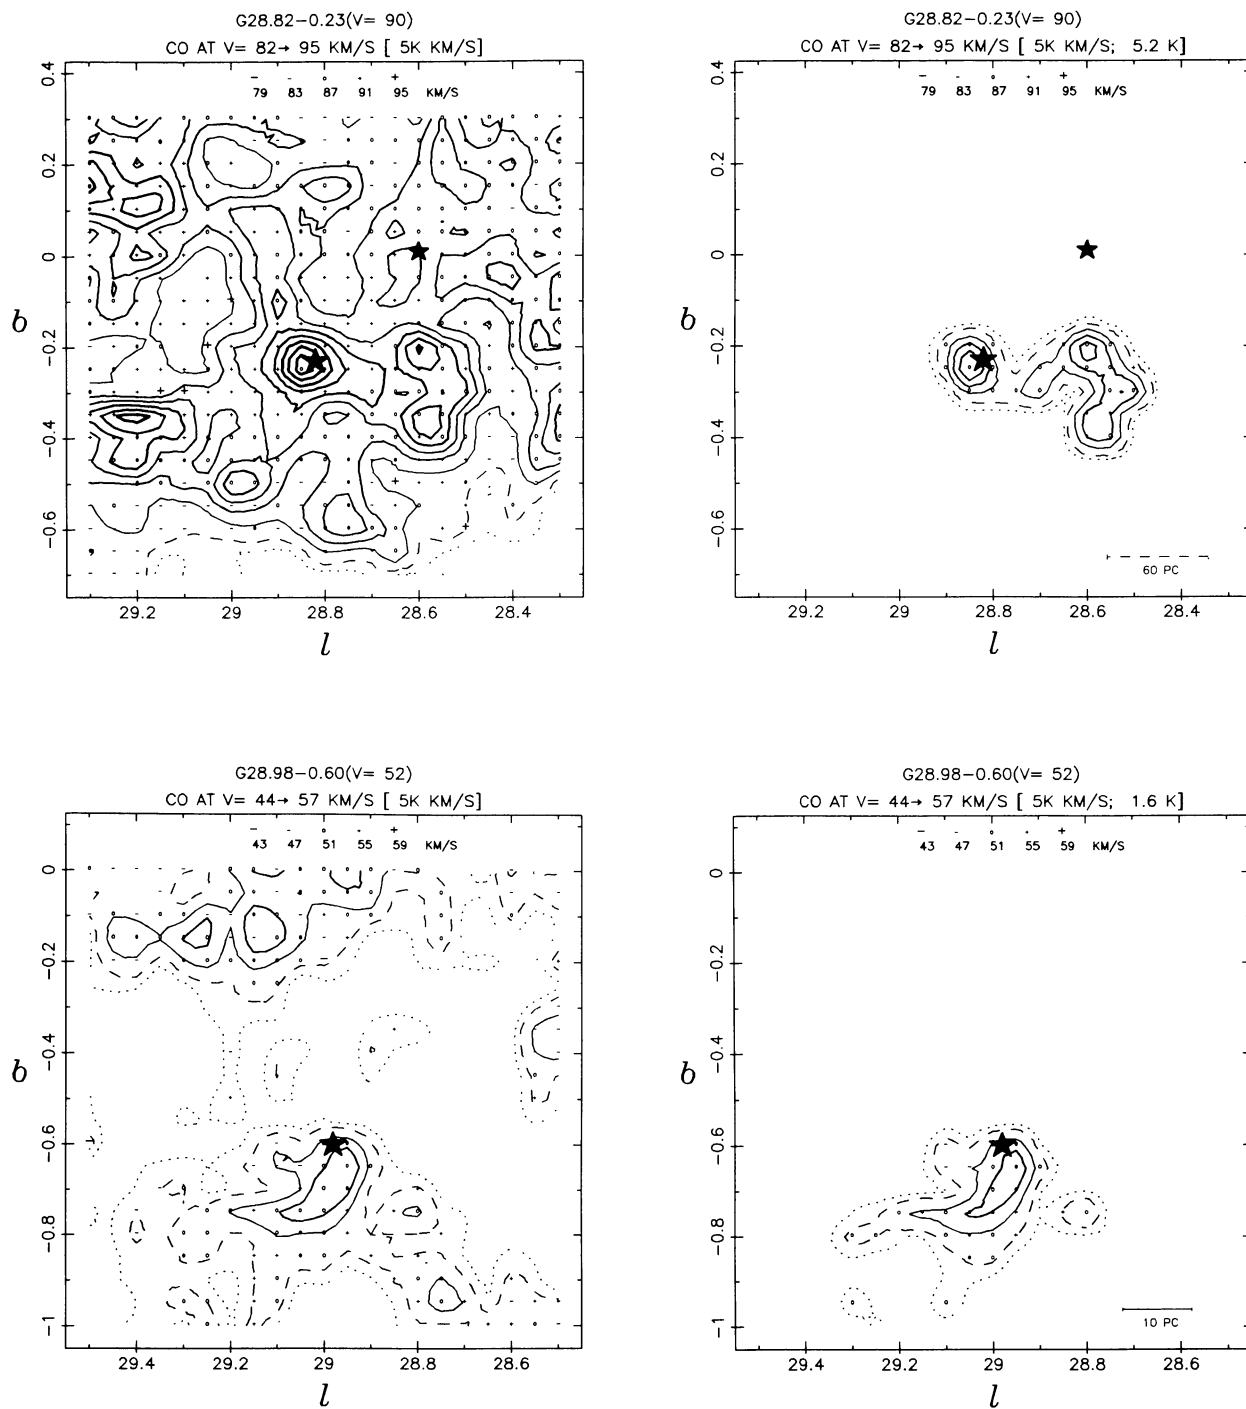 G28.82−0.23(V= 90)
CO AT V= 82→ 95 KM/S [ 5K KM/S]
79 83 87 91 95 KM/S
0.4
0.2
0
−0.2
−0.4
−0.6
b
29.2 29 28.8 28.6 28.4
l
G28.82−0.23(V= 90)
CO AT V= 82→ 95 KM/S [ 5K KM/S; 5.2 K]
79 83 87 91 95 KM/S
0.4
0.2
0
−0.2
−0.4
−0.6
b
60 PC
29.2 29 28.8 28.6 28.4
l
G28.98−0.60(V= 52)
CO AT V= 44→ 57 KM/S [ 5K KM/S]
43 47 51 55 59 KM/S
0
−0.2
−0.4
−0.6
−0.8
−1
b
29.4 29.2 29 28.8 28.6
l
G28.98−0.60(V= 52)
CO AT V= 44→ 57 KM/S [ 5K KM/S; 1.6 K]
43 47 51 55 59 KM/S
0
−0.2
−0.4
−0.6
−0.8
−1
b
10 PC
29.4 29.2 29 28.8 28.6
l